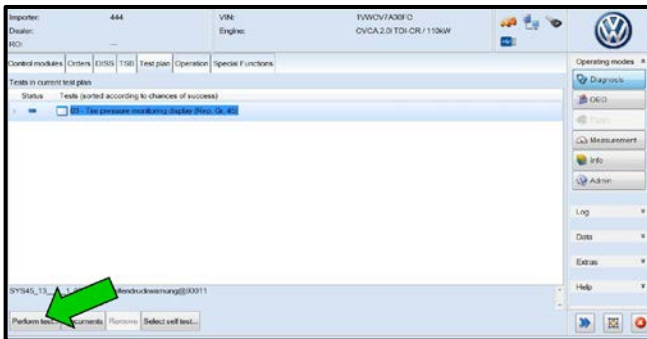 Importer: 444 VIN: 1VWCV7A30FC
Dealer: Engine: CVCA 2.0l TDI-CR / 110kW
RO: ---
Control modules Orders DISS TSB Test plan Operation Special Functions
Tests in current test plan
Status Tests (sorted according to chances of success)
03 - Tire pressure monitoring display (Rep. Gr. 45)
SYS45_13_
Perform test... Documents Remove Select self test...
Operating modes
Diagnosis
OBD
Flash
Measurement
Info
Admin
Log
Data
Extras
Help